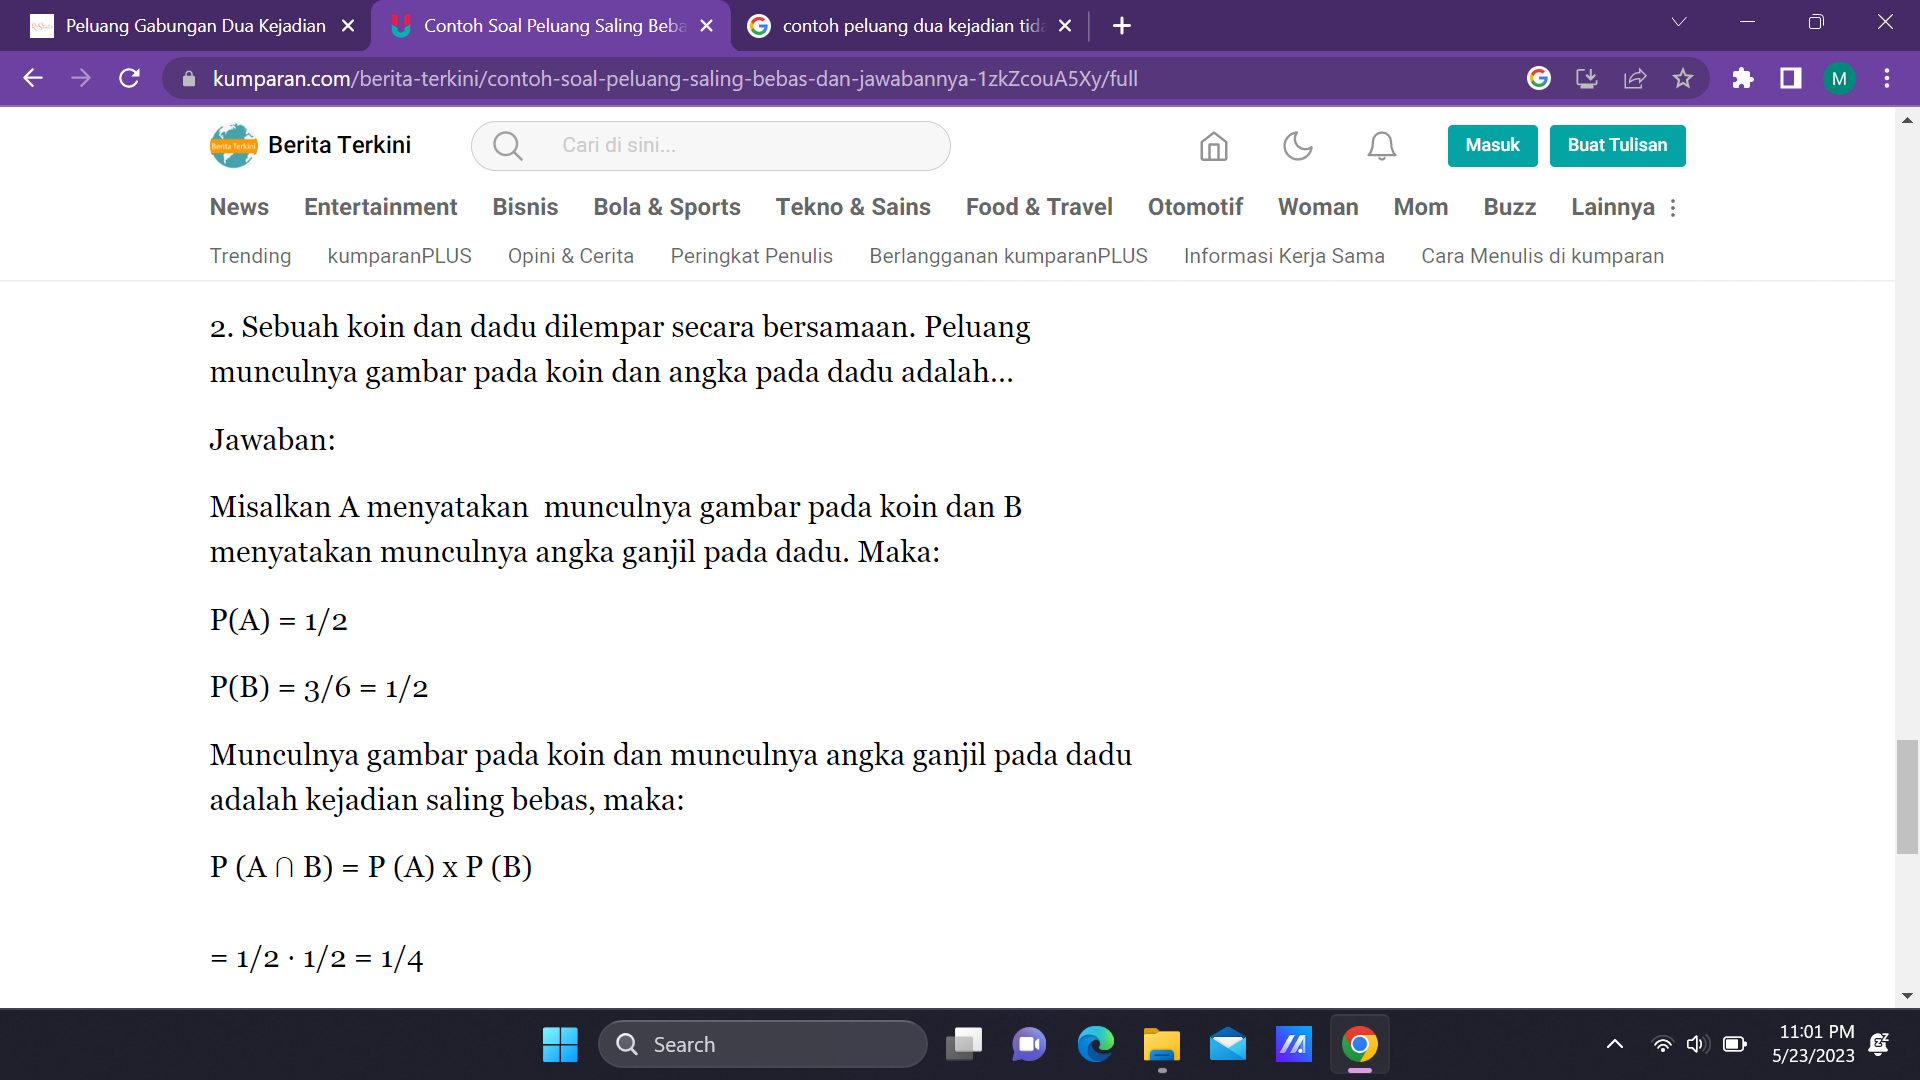 Peluang Gabungan Dua Kejadian
Contoh Soal Peluang Saling Beba
contoh peluang dua kejadian tida
kumparan.com/berita-terkini/contoh-soal-peluang-saling-bebas-dan-jawabannya-1zkZcouA5Xy/full
M
Berita Terkini
Berita Terkini
Cari di sini...
Masuk
Buat Tulisan
News Entertainment Bisnis Bola & Sports Tekno & Sains Food & Travel Otomotif Woman Mom Buzz Lainnya
Trending kumparanPLUS Opini & Cerita Peringkat Penulis Berlangganan kumparanPLUS Informasi Kerja Sama Cara Menulis di kumparan
2. Sebuah koin dan dadu dilempar secara bersamaan. Peluang
munculnya gambar pada koin dan angka pada dadu adalah...
Jawaban:
Misalkan A menyatakan  munculnya gambar pada koin dan B
menyatakan munculnya angka ganjil pada dadu. Maka:
P(A) = 1/2
P(B) = 3/6 = 1/2
Munculnya gambar pada koin dan munculnya angka ganjil pada dadu
adalah kejadian saling bebas, maka:
P (A ∩ B) = P (A) x P (B)
= 1/2 · 1/2 = 1/4
Search
11:01 PM
5/23/2023